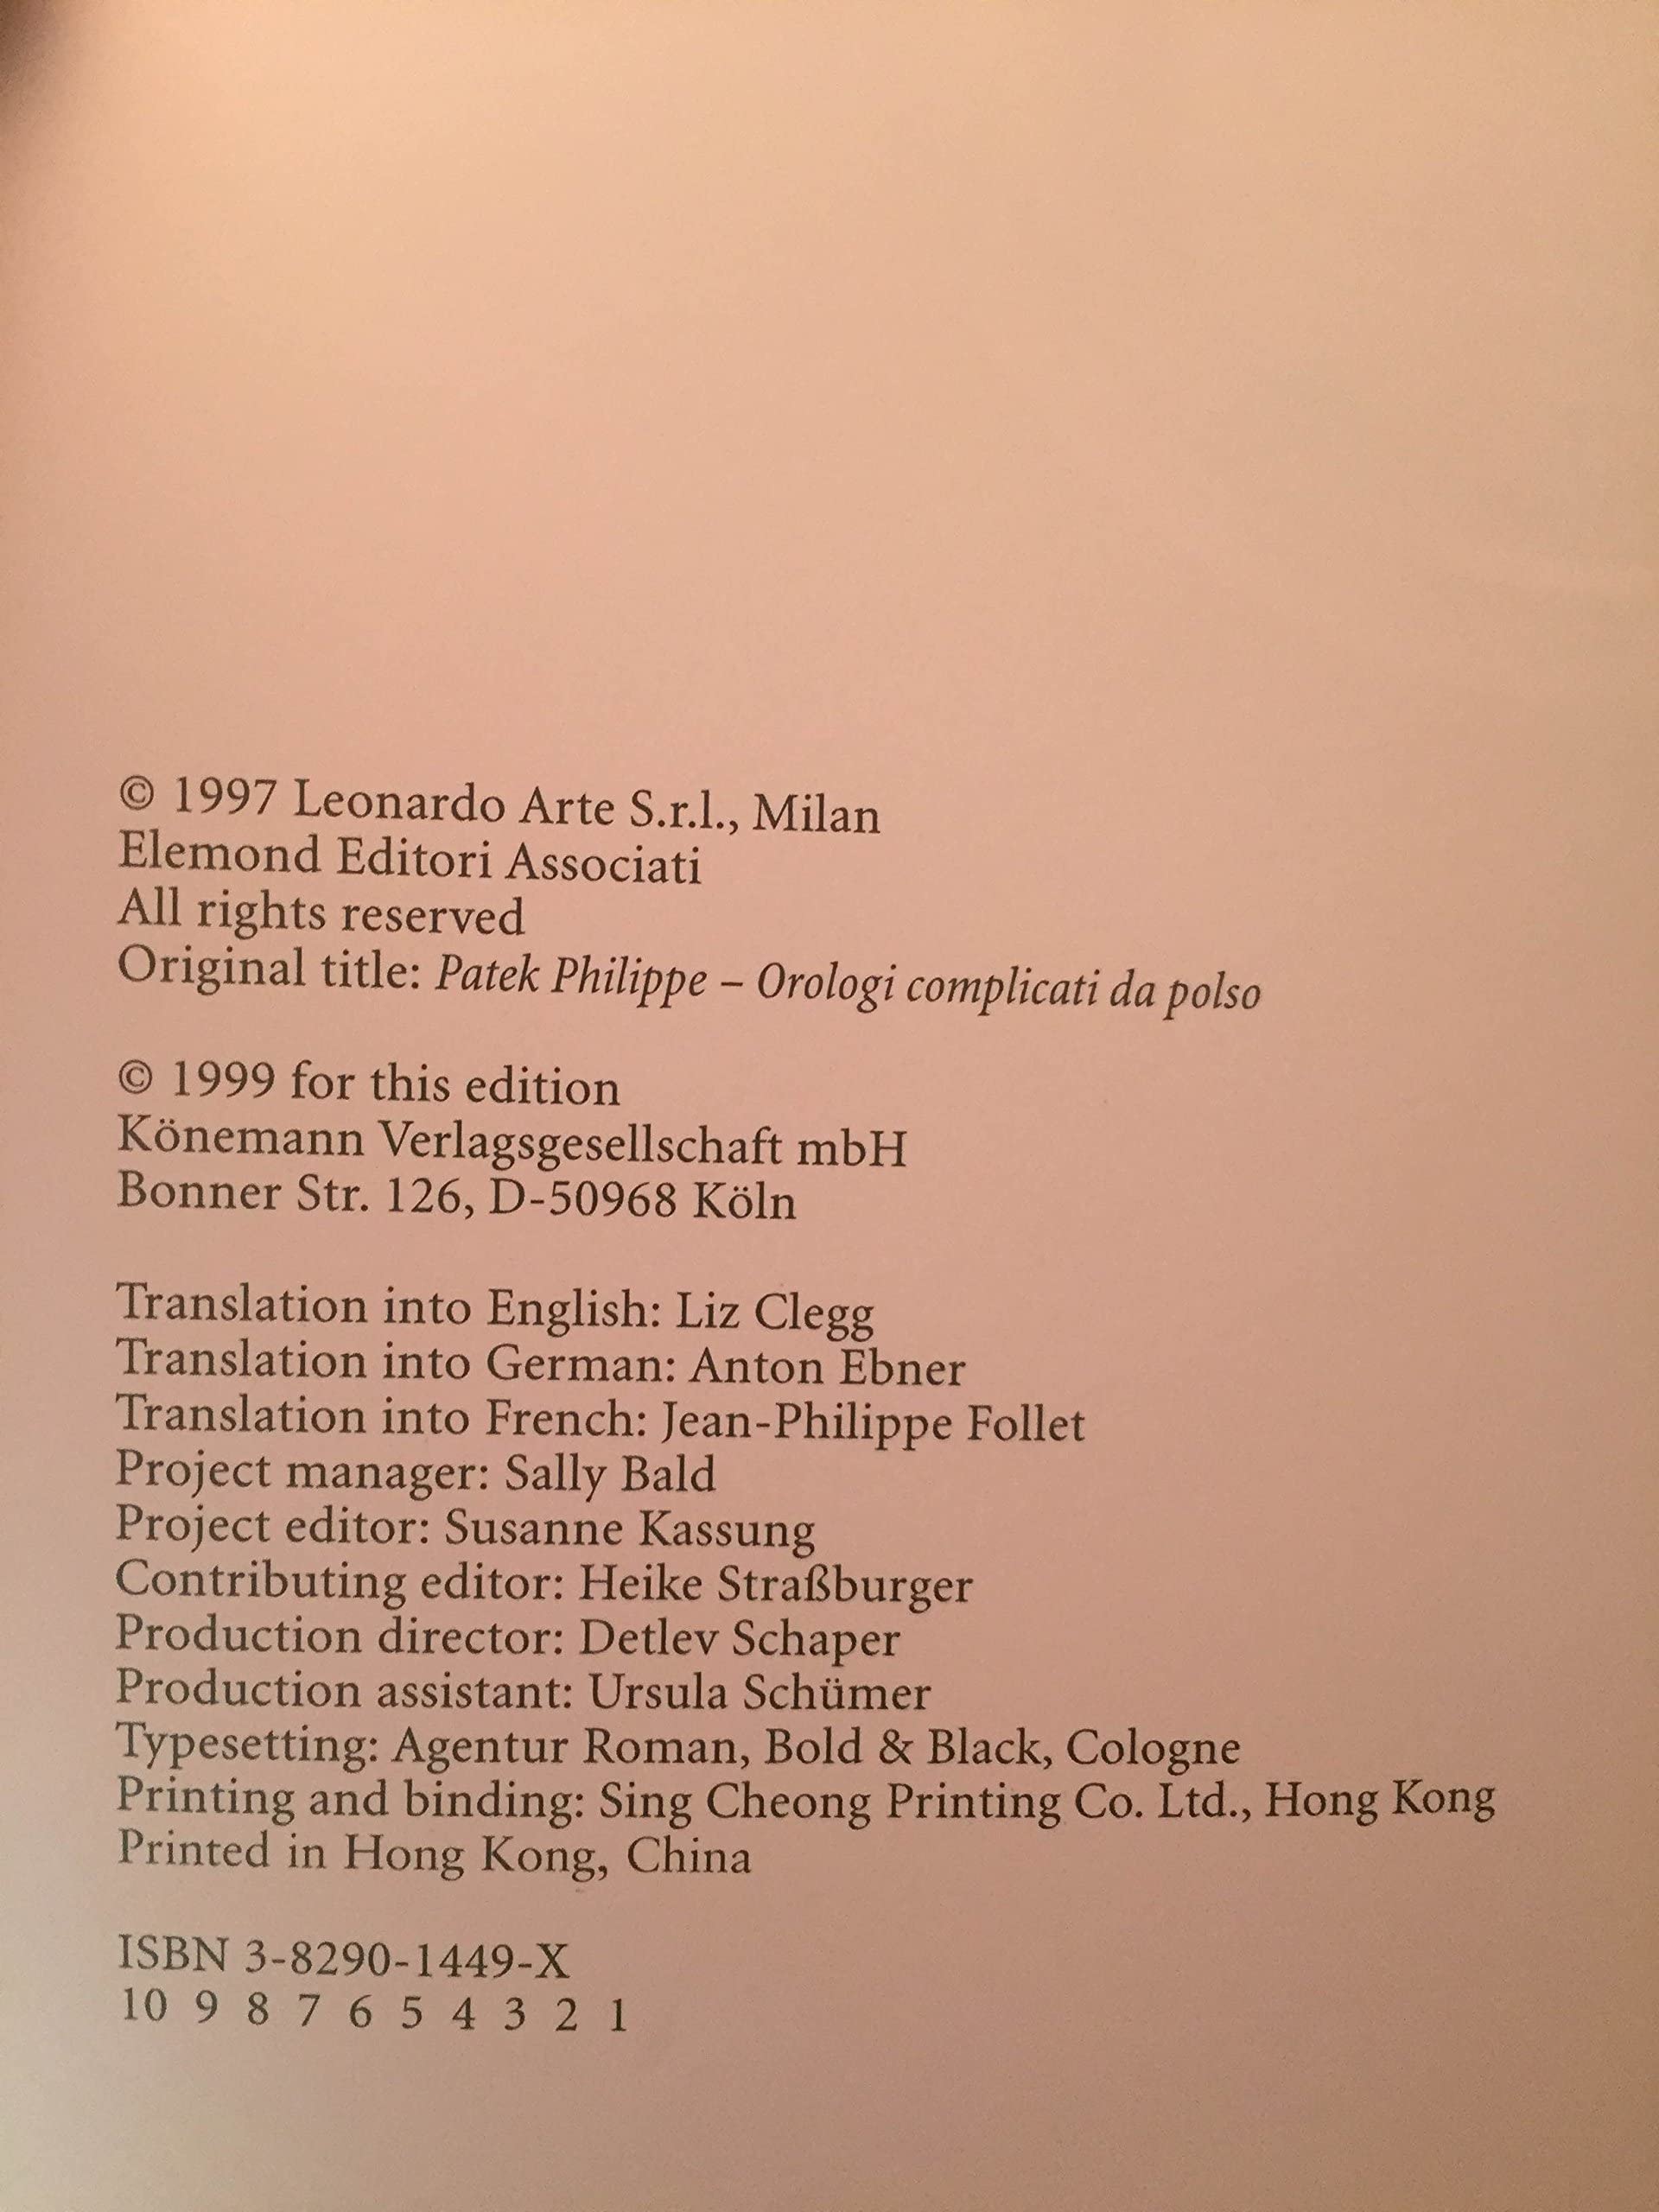 © 1997 Leonardo Arte S.r.l., Milan
Elemond Editori Associati
All rights reserved
Original title: Patek Philippe – Orologi complicati da polso
© 1999 for this edition
Könemann Verlagsgesellschaft mbH
Bonner Str. 126, D-50968 Köln
Translation into English: Liz Clegg
Translation into German: Anton Ebner
Translation into French: Jean-Philippe Follet
Project manager: Sally Bald
Project editor: Susanne Kassung
Contributing editor: Heike Straßburger
Production director: Detlev Schaper
Production assistant: Ursula Schümer
Typesetting: Agentur Roman, Bold & Black, Cologne
Printing and binding: Sing Cheong Printing Co. Ltd., Hong Kong
Printed in Hong Kong, China
ISBN 3-8290-1449-X
10 9 8 7 6 5 4 3 2 1